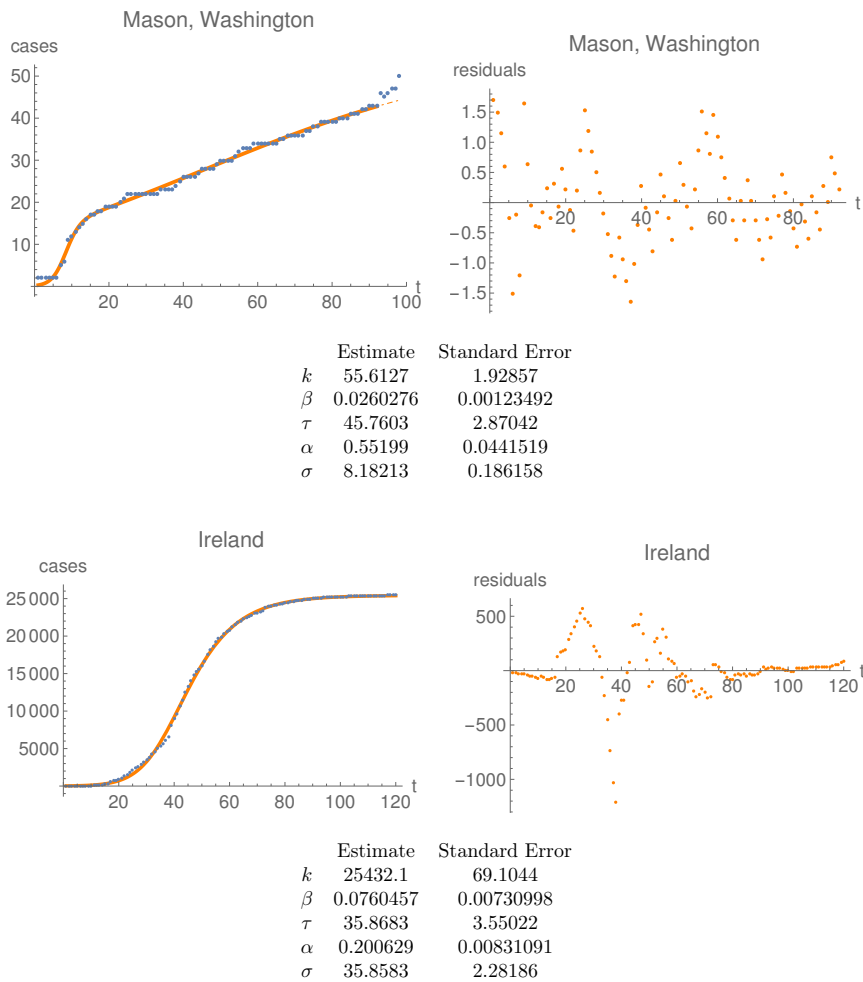 Mason, Washington
cases
50
40
30
20
10
20 40 60 80 100
t
Mason, Washington
residuals
1.5
1.0
0.5
−0.5
−1.0
−1.5
20 40 60 80
t
Estimate Standard Error
k 55.6127 1.92857
β 0.0260276 0.00123492
τ 45.7603 2.87042
α 0.55199 0.0441519
σ 8.18213 0.186158
Ireland
cases
25 000
20 000
15 000
10 000
5000
20 40 60 80 100 120
t
Ireland
residuals
500
−500
−1000
20 40 60 80 100 120
t
Estimate Standard Error
k 25432.1 69.1044
β 0.0760457 0.00730998
τ 35.8683 3.55022
α 0.200629 0.00831091
σ 35.8583 2.28186